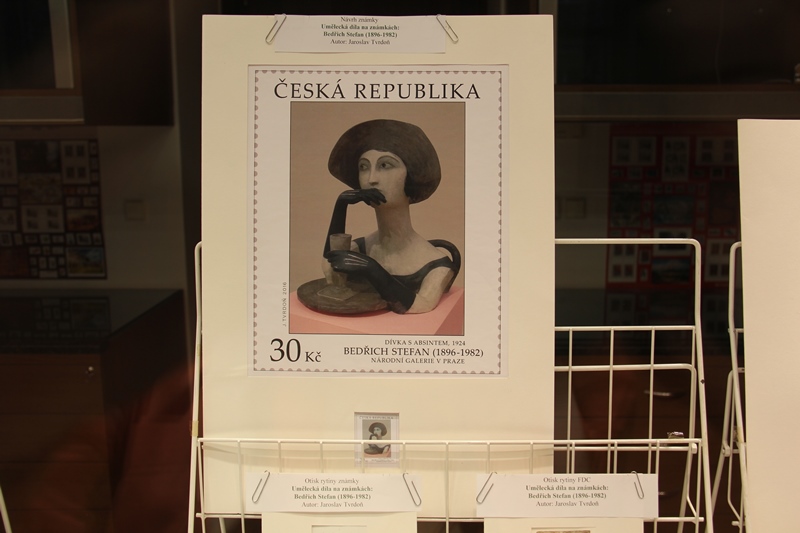 Návrh známky
Umělecká díla na známkách:
Bedřich Stefan (1896-1982)
Autor: Jaroslav Tvrdoň
ČESKÁ REPUBLIKA
J. TVRDOŇ 2016
30 Kč
DÍVKA S ABSINTEM, 1924
BEDŘICH STEFAN (1896-1982)
NÁRODNÍ GALERIE V PRAZE
Otisk rytiny známky
Umělecká díla na známkách:
Bedřich Stefan (1896-1982)
Autor: Jaroslav Tvrdoň
Otisk rytiny FDC
Umělecká díla na známkách:
Bedřich Stefan (1896-1982)
Autor: Jaroslav Tvrdoň